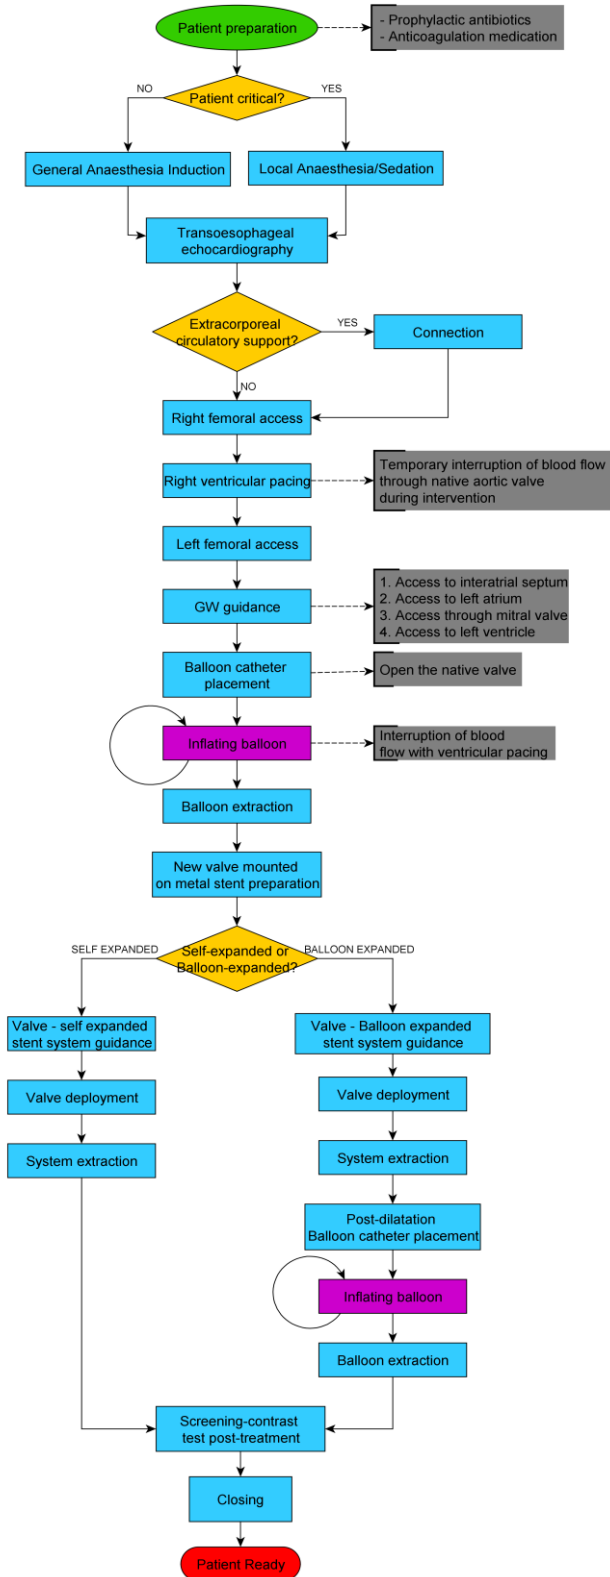 Patient preparation
- Prophylactic antibiotics
- Anticoagulation medication
Patient critical?
NO
YES
General Anaesthesia Induction
Local Anaesthesia/Sedation
Transoesophageal
echocardiography
Extracorporeal
circulatory support?
YES
Connection
NO
Right femoral access
Right ventricular pacing
Temporary interruption of blood flow
through native aortic valve
during intervention
Left femoral access
GW guidance
1. Access to interatrial septum
2. Access to left atrium
3. Access through mitral valve
4. Access to left ventricle
Balloon catheter
placement
Open the native valve
Inflating balloon
Interruption of blood
flow with ventricular pacing
Balloon extraction
New valve mounted
on metal stent preparation
SELF EXPANDED
Self-expanded or
Balloon-expanded?
BALLOON EXPANDED
Valve - self expanded
stent system guidance
Valve - Balloon expanded
stent system guidance
Valve deployment
Valve deployment
System extraction
System extraction
Post-dilatation
Balloon catheter placement
Inflating balloon
Balloon extraction
Screening-contrast
test post-treatment
Closing
Patient Ready